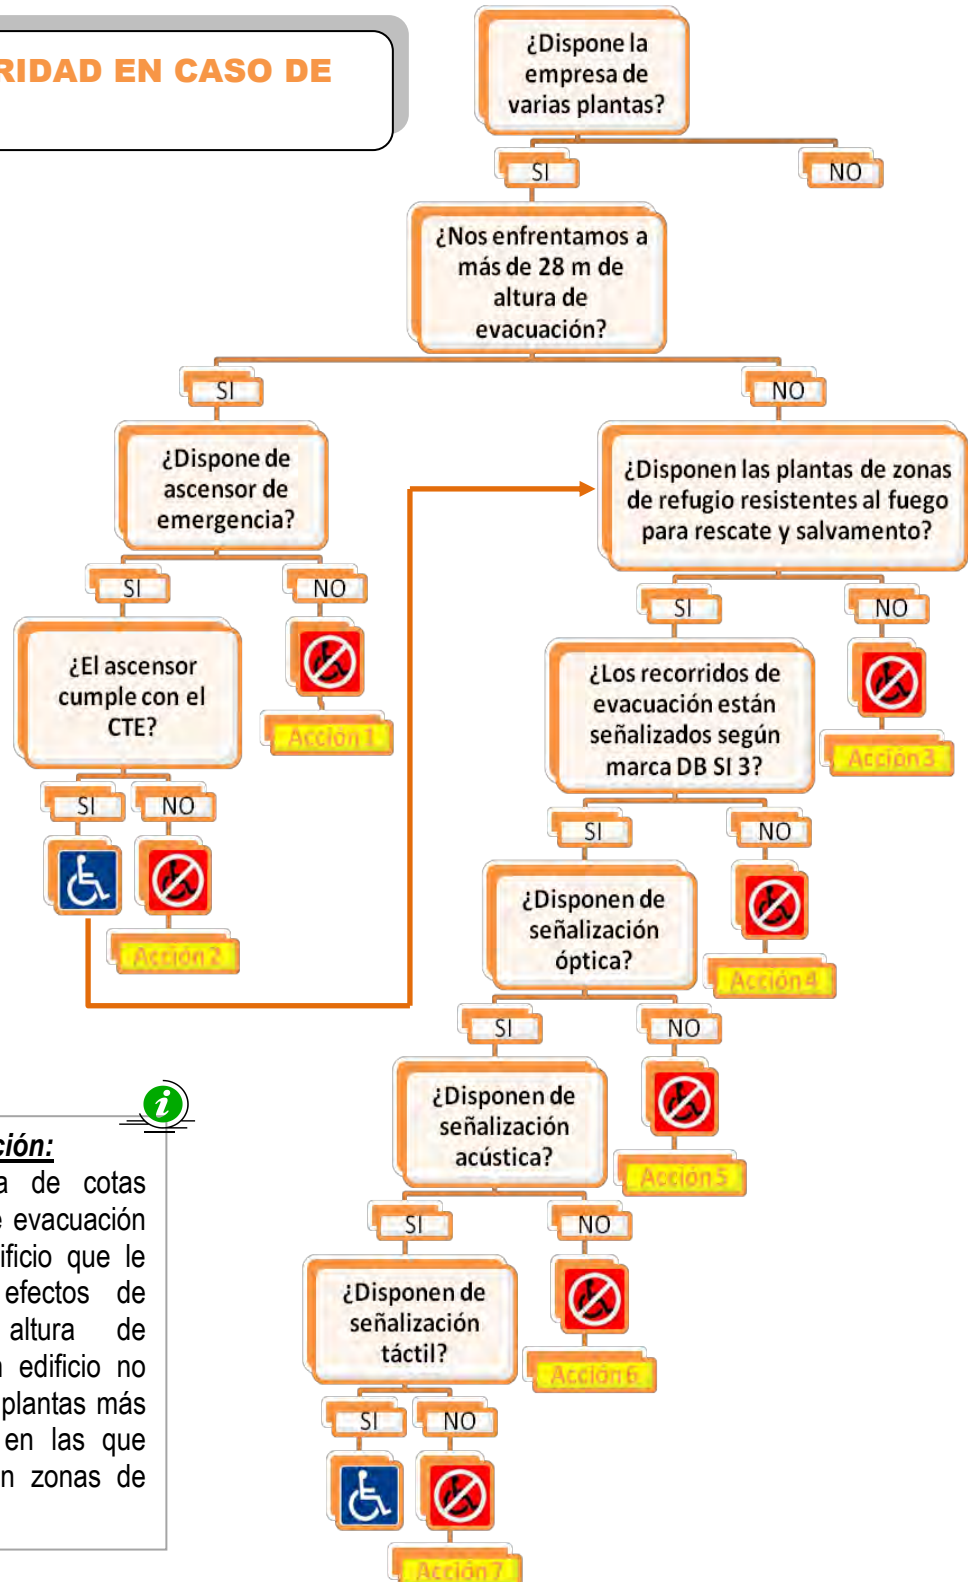 RIDAD EN CASO DE
¿Dispone la
empresa de
varias plantas?
SI
NO
¿Nos enfrentamos a
más de 28 m de
altura de
evacuación?
SI
NO
¿Dispone de
ascensor de
emergencia?
¿Disponen las plantas de zonas
de refugio resistentes al fuego
para rescate y salvamento?
SI
NO
SI
NO
¿El ascensor
cumple con el
CTE?
Acción 1
¿Los recorridos de
evacuación están
señalizados según
marca DB SI 3?
Acción 3
SI
NO
SI
NO
Acción 2
¿Disponen de
señalización
óptica?
Acción 4
SI
NO
¿Disponen de
señalización
acústica?
Acción 5
SI
NO
¿Disponen de
señalización
táctil?
Acción 6
SI
NO
Acción 7
i
ción:
a de cotas
e evacuación
ificio que le
efectos de
altura de
n edificio no
plantas más
en las que
n zonas de